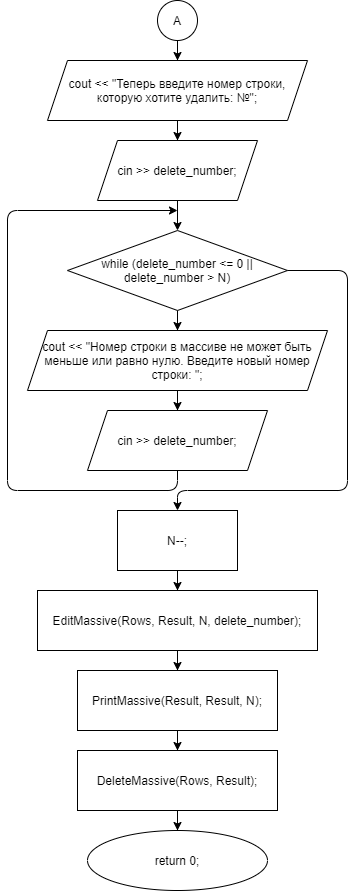 A
cout << "Теперь введите номер строки,
которую хотите удалить: №";
cin >> delete_number;
while (delete_number <= 0 ||
delete_number > N)
cout << "Номер строки в массиве не может быть
меньше или равно нулю. Введите новый номер
строки: ";
cin >> delete_number;
N--;
EditMassive(Rows, Result, N, delete_number);
PrintMassive(Result, Result, N);
DeleteMassive(Rows, Result);
return 0;